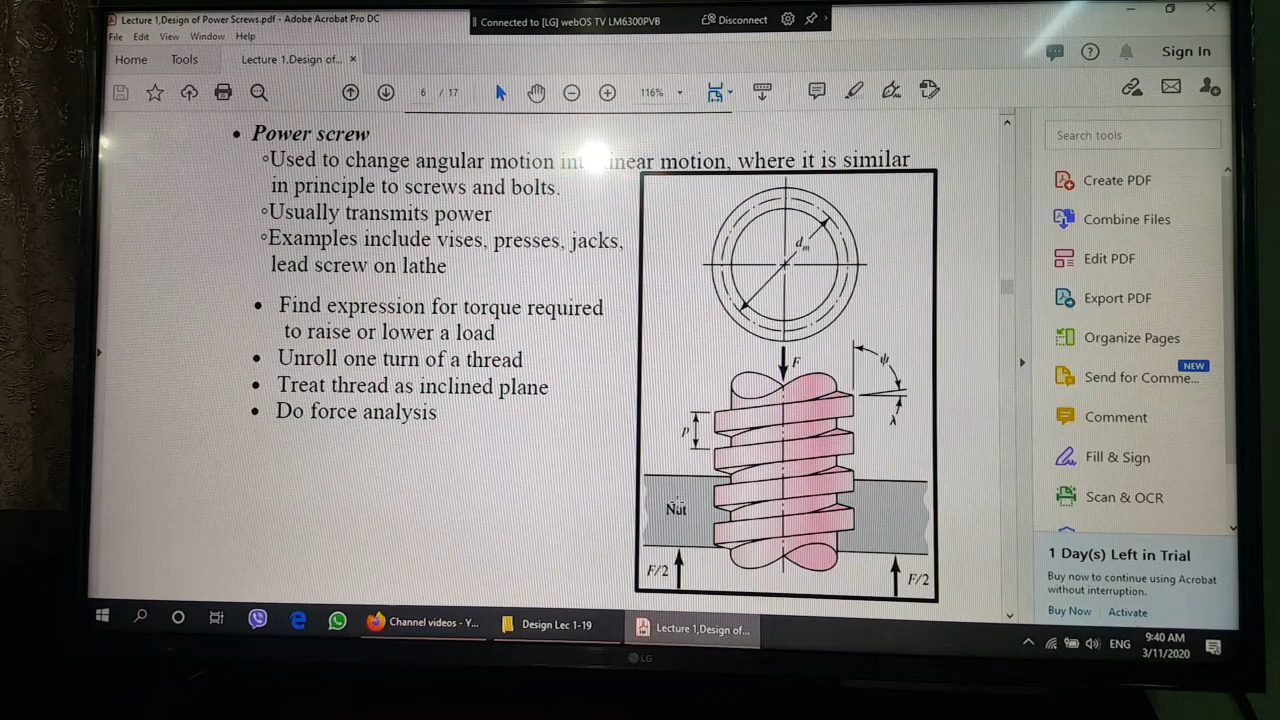 Lecture 1,Design of Power Screws.pdf - Adobe Acrobat Pro DC
Connected to [LG] webOS TV LM6300PVB
Disconnect
File Edit View Window Help
Home Tools Lecture 1,Design of... ×
Sign In
6 / 17
116%
• Power screw
◦Used to change angular motion linear motion, where it is similar
in principle to screws and bolts.
◦Usually transmits power
◦Examples include vises, presses, jacks,
lead screw on lathe
• Find expression for torque required
to raise or lower a load
• Unroll one turn of a thread
• Treat thread as inclined plane
• Do force analysis
dm
F
ψ
λ
p
Nut
F/2
F/2
Search tools
Create PDF
Combine Files
Edit PDF
Export PDF
Organize Pages
NEW
Send for Comme...
Comment
Fill & Sign
Scan & OCR
1 Day(s) Left in Trial
Buy now to continue using Acrobat
without interruption.
Buy Now Activate
Channel videos - Y...
Design Lec 1-19
Lecture 1,Design of...
ENG
9:40 AM
3/11/2020
LG